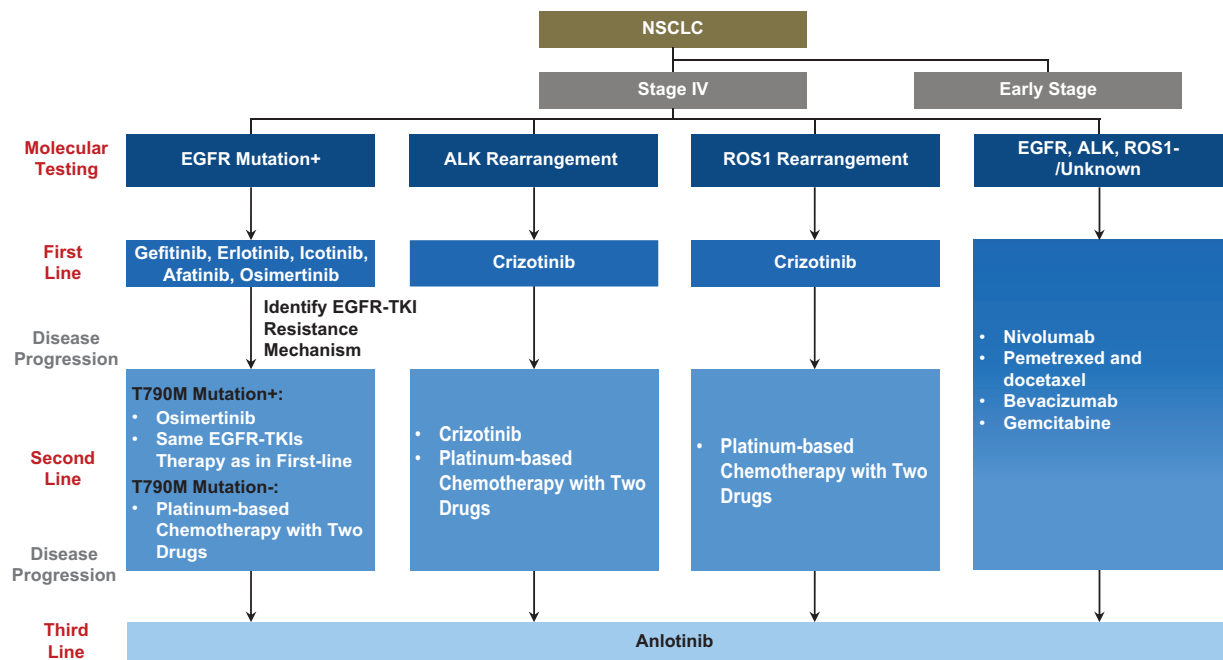 NSCLC
Stage IV
Early Stage
Molecular
Testing
EGFR Mutation+
ALK Rearrangement
ROS1 Rearrangement
EGFR, ALK, ROS1-
/Unknown
First
Line
Gefitinib, Erlotinib, Icotinib,
Afatinib, Osimertinib
Crizotinib
Crizotinib
Identify EGFR-TKI
Resistance
Mechanism
Disease
Progression
• Nivolumab
• Pemetrexed and
docetaxel
• Bevacizumab
• Gemcitabine
Second
Line
T790M Mutation+:
• Osimertinib
• Same EGFR-TKIs
Therapy as in First-line
T790M Mutation-:
• Platinum-based
Chemotherapy with Two
Drugs
• Crizotinib
• Platinum-based
Chemotherapy with Two
Drugs
• Platinum-based
Chemotherapy with Two
Drugs
Disease
Progression
Third
Line
Anlotinib